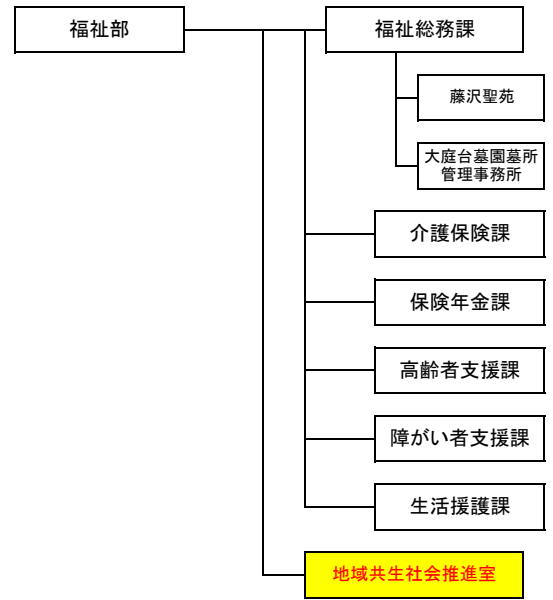 福祉部
福祉総務課
藤沢聖苑
大庭台墓園墓所
管理事務所
介護保険課
保険年金課
高齢者支援課
障がい者支援課
生活援護課
地域共生社会推進室